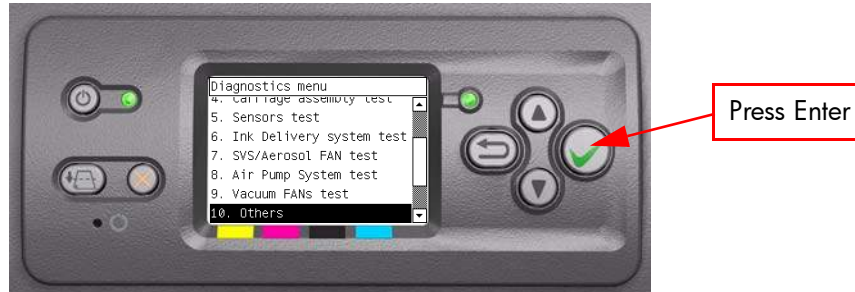 Diagnostics menu
4. Carriage assembly test
5. Sensors test
6. Ink Delivery system test
7. SVS/Aerosol FAN test
8. Air Pump System test
9. Vacuum FANs test
10. Others
Press Enter